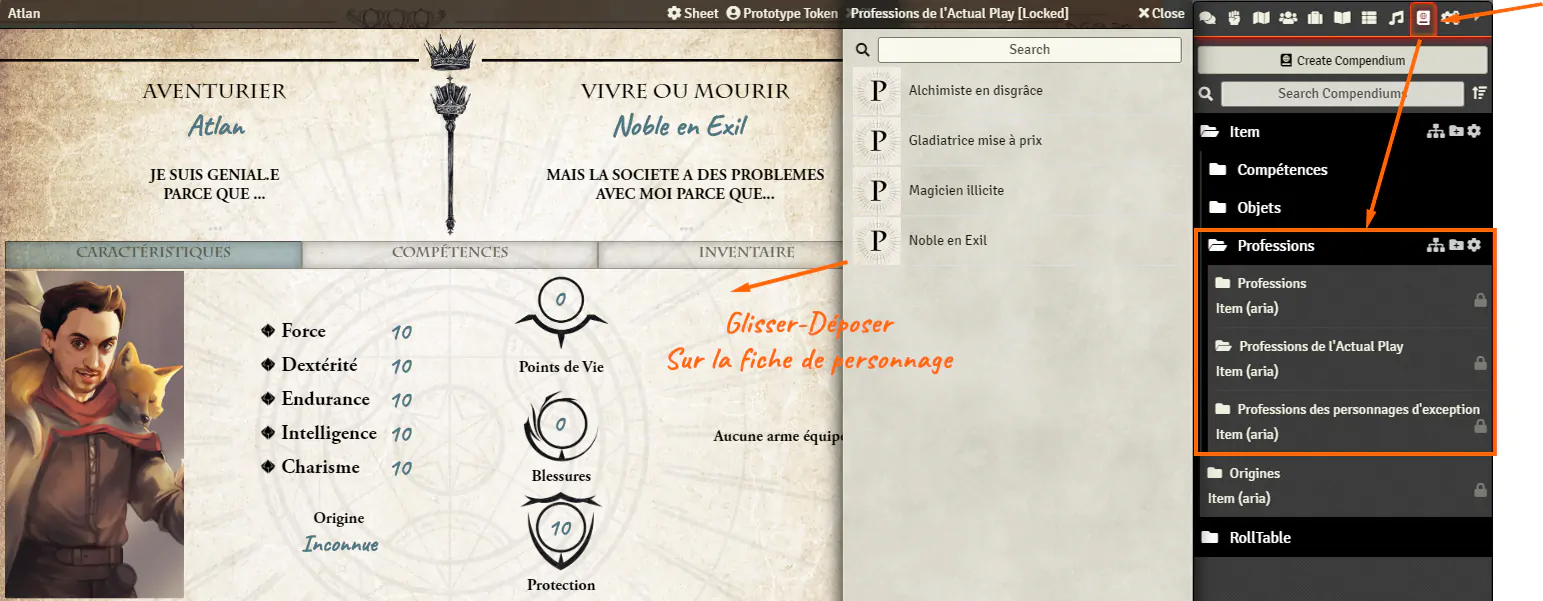 Atlan
Sheet
Prototype Token
AVENTURIER
Atlan
JE SUIS GENIAL.E
PARCE QUE ...
VIVRE OU MOURIR
Noble en Exil
MAIS LA SOCIETE A DES PROBLEMES
AVEC MOI PARCE QUE...
CARACTÉRISTIQUES
COMPÉTENCES
INVENTAIRE
Force 10
Dextérité 10
Endurance 10
Intelligence 10
Charisme 10
Origine
Inconnue
0
Points de Vie
0
Blessures
10
Protection
Aucune arme équipé
Glisser-Déposer
Sur la fiche de personnage
Professions de l'Actual Play [Locked]
Close
Search
P Alchimiste en disgrâce
P Gladiatrice mise à prix
P Magicien illicite
P Noble en Exil
Create Compendium
Search Compendiums
Item
Compétences
Objets
Professions
Professions
Item (aria)
Professions de l'Actual Play
Item (aria)
Professions des personnages d'exception
Item (aria)
Origines
Item (aria)
RollTable